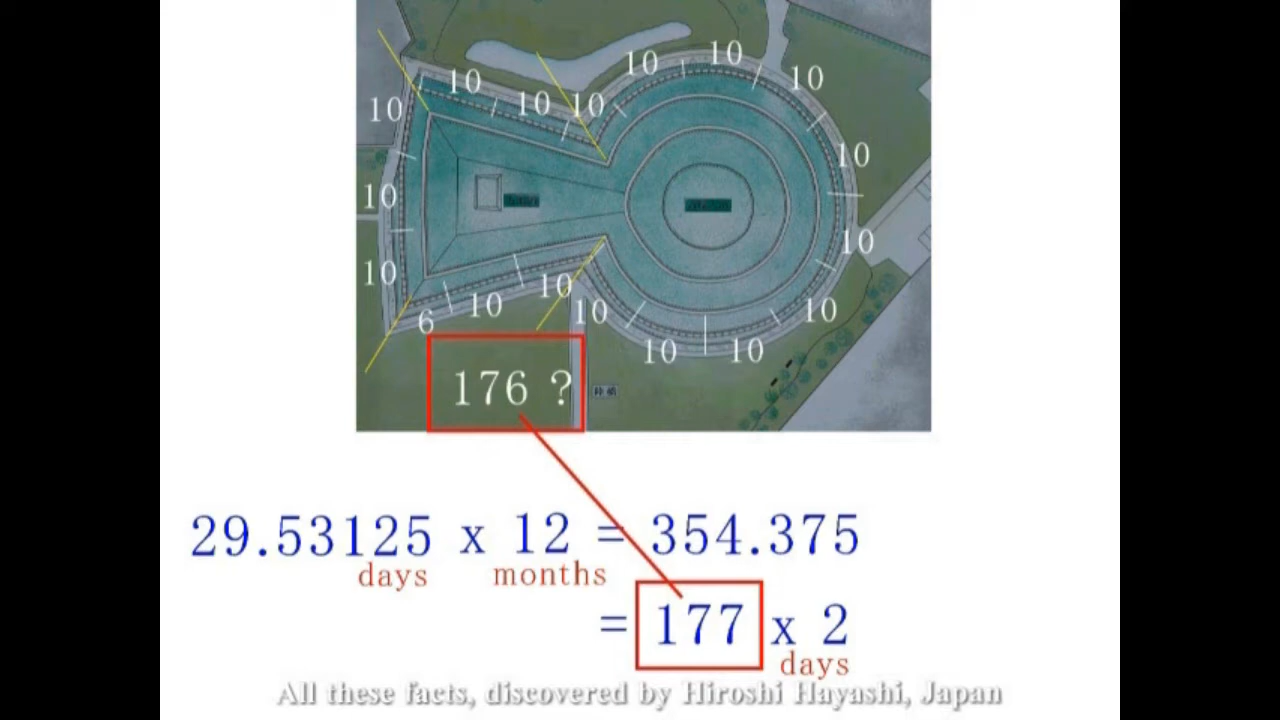 10 10
10 10 10
10 10 10 10
10
10
10 10
10 10 10
6 10 10
10 10
176 ?
29.53125 x 12 = 354.375
days months
= 177 x 2
days
All these facts, discovered by Hiroshi Hayashi, Japan